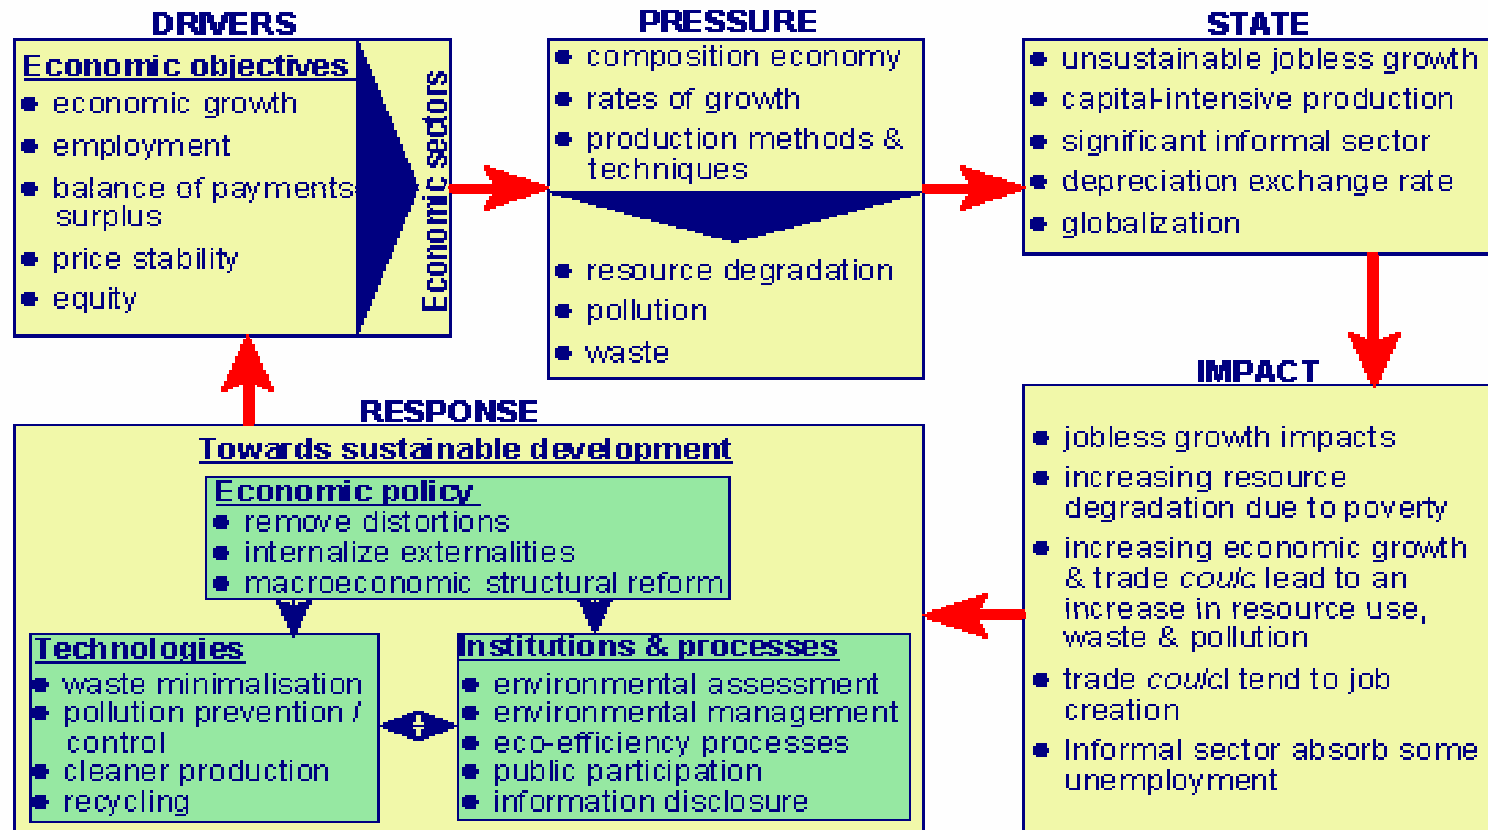 DRIVERS
Economic objectives
• economic growth
• employment
• balance of payments
surplus
• price stability
• equity
Economic sectors
PRESSURE
• composition economy
• rates of growth
• production methods &
techniques
• resource degradation
• pollution
• waste
STATE
• unsustainable jobless growth
• capital-intensive production
• significant informal sector
• depreciation exchange rate
• globalization
IMPACT
• jobless growth impacts
• increasing resource
degradation due to poverty
• increasing economic growth
& trade could lead to an
increase in resource use,
waste & pollution
• trade could tend to job
creation
• Informal sector absorb some
unemployment
RESPONSE
Towards sustainable development
Economic policy
• remove distortions
• internalize externalities
• macroeconomic structural reform
Technologies
• waste minimalisation
• pollution prevention /
control
• cleaner production
• recycling
+
Institutions & processes
• environmental assessment
• environmental management
• eco-efficiency processes
• public participation
• information disclosure